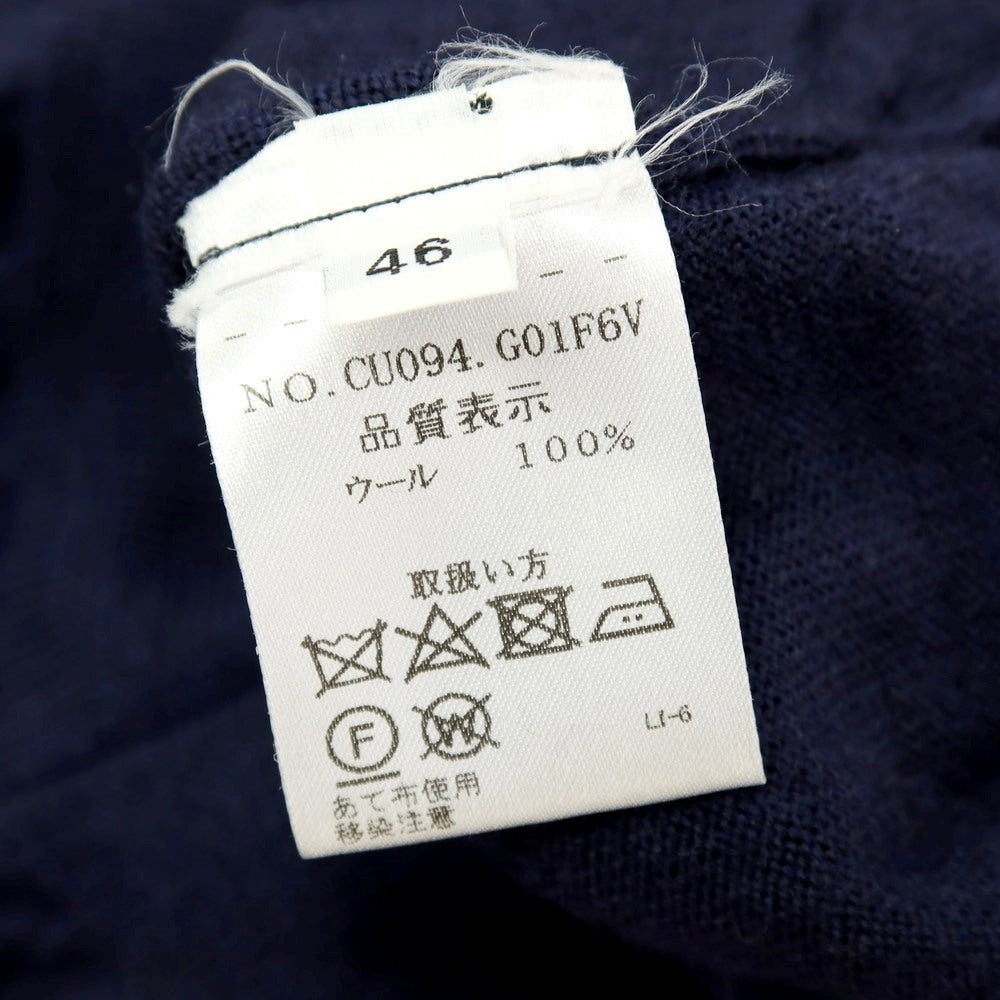 46
NO.CU094.G01F6V
品質表示
ウール 100%
取扱い方
F W
LI-6
あて布使用
移染注意